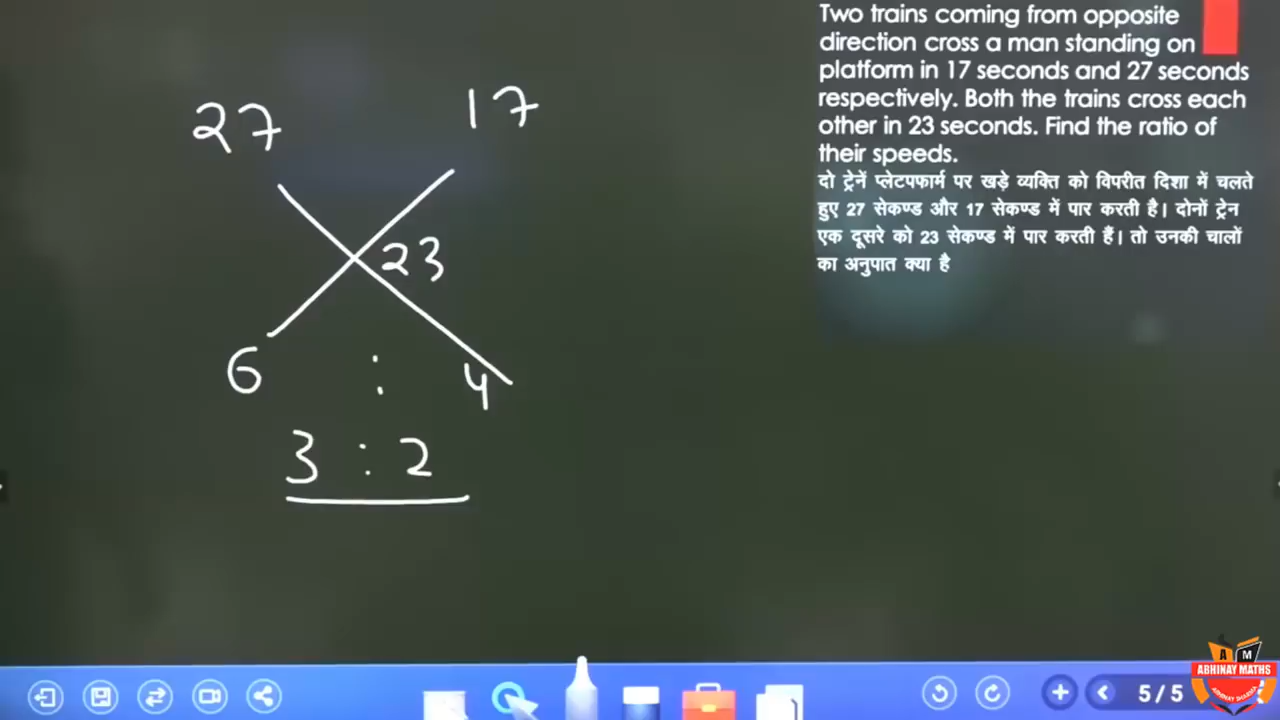 Two trains coming from opposite
direction cross a man standing on
platform in 17 seconds and 27 seconds
respectively. Both the trains cross each
other in 23 seconds. Find the ratio of
their speeds.
दो ट्रेनें प्लेटपफार्म पर खड़े व्यक्ति को विपरीत दिशा में चलते
हुए 27 सेकण्ड और 17 सेकण्ड में पार करती है। दोनों ट्रेन
एक दूसरे को 23 सेकण्ड में पार करती हैं। तो उनकी चालों
का अनुपात क्या है
27 17
23
6 : 4
3 : 2
5 / 5
A M
ABHINAY MATHS
ABHINAY SHARMA